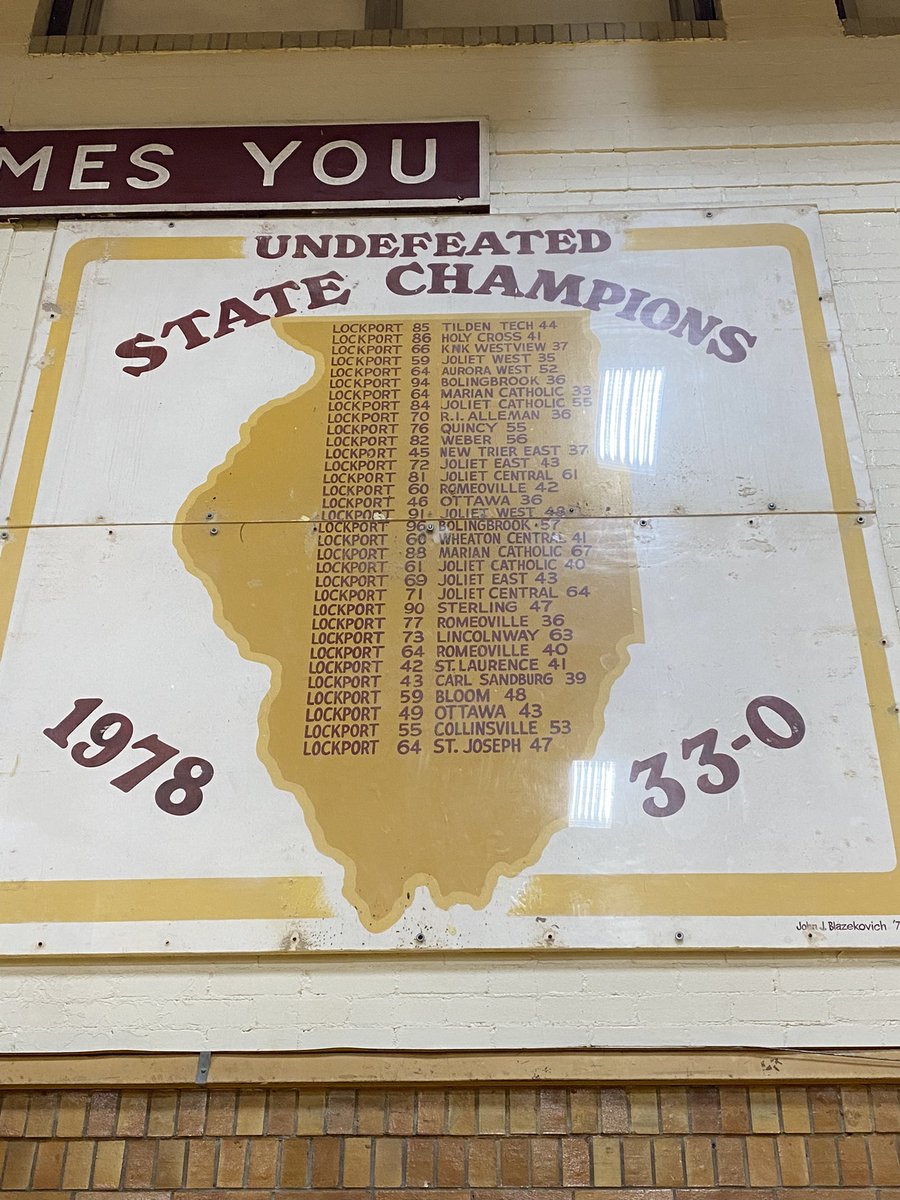 MES YOU
UNDEFEATED
STATE CHAMPIONS
LOCKPORT 85 TILDEN TECH 44
LOCKPORT 86 HOLY CROSS 41
LOCKPORT 66 KNK WESTVIEW 37
LOCKPORT 59 JOLIET WEST 35
LOCKPORT 64 AURORA WEST 52
LOCKPORT 94 BOLINGBROOK 36
LOCKPORT 64 MARIAN CATHOLIC 33
LOCKPORT 84 JOLIET CATHOLIC 55
LOCKPORT 70 R.I. ALLEMAN 36
LOCKPORT 76 QUINCY 55
LOCKPORT 82 WEBER 56
LOCKPORT 45 NEW TRIER EAST 37
LOCKPORT 72 JOLIET EAST 43
LOCKPORT 81 JOLIET CENTRAL 61
LOCKPORT 60 ROMEOVILLE 42
LOCKPORT 46 OTTAWA 36
LOCKPORT 91 JOLIET WEST 48
LOCKPORT 96 BOLINGBROOK 57
LOCKPORT 60 WHEATON CENTRAL 41
LOCKPORT 88 MARIAN CATHOLIC 67
LOCKPORT 61 JOLIET CATHOLIC 40
LOCKPORT 69 JOLIET EAST 43
LOCKPORT 71 JOLIET CENTRAL 64
LOCKPORT 90 STERLING 47
LOCKPORT 77 ROMEOVILLE 36
LOCKPORT 73 LINCOLNWAY 63
LOCKPORT 64 ROMEOVILLE 40
LOCKPORT 42 ST. LAURENCE 41
LOCKPORT 43 CARL SANDBURG 39
LOCKPORT 59 BLOOM 48
LOCKPORT 49 OTTAWA 43
LOCKPORT 55 COLLINSVILLE 53
LOCKPORT 64 ST. JOSEPH 47
1978
33-0
John J. Blazekovich '7